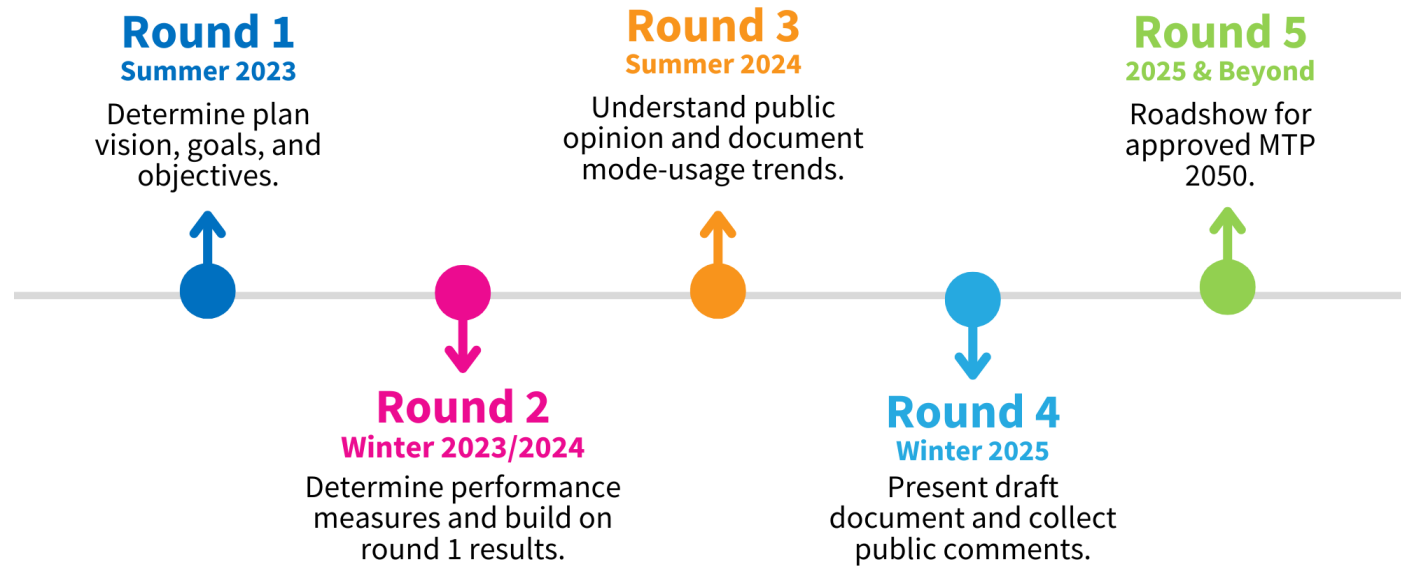 Round 1
Summer 2023
Determine plan
vision, goals, and
objectives.
Round 2
Winter 2023/2024
Determine performance
measures and build on
round 1 results.
Round 3
Summer 2024
Understand public
opinion and document
mode-usage trends.
Round 4
Winter 2025
Present draft
document and collect
public comments.
Round 5
2025 & Beyond
Roadshow for
approved MTP
2050.